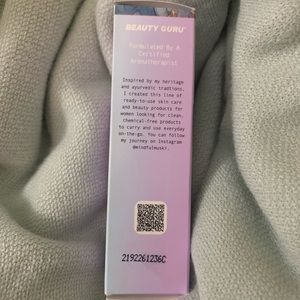 BEAUTY GURU
Formulated By A
Certified
Aromatherapist
Inspired by my heritage
and ayurvedic traditions,
I created this line of
ready-to-use skin care
and beauty products for
women looking for clean,
chemical-free products
to carry and use everyday
on-the-go. You can follow
my journey on Instagram
@mindfulmuski.
2192261236C